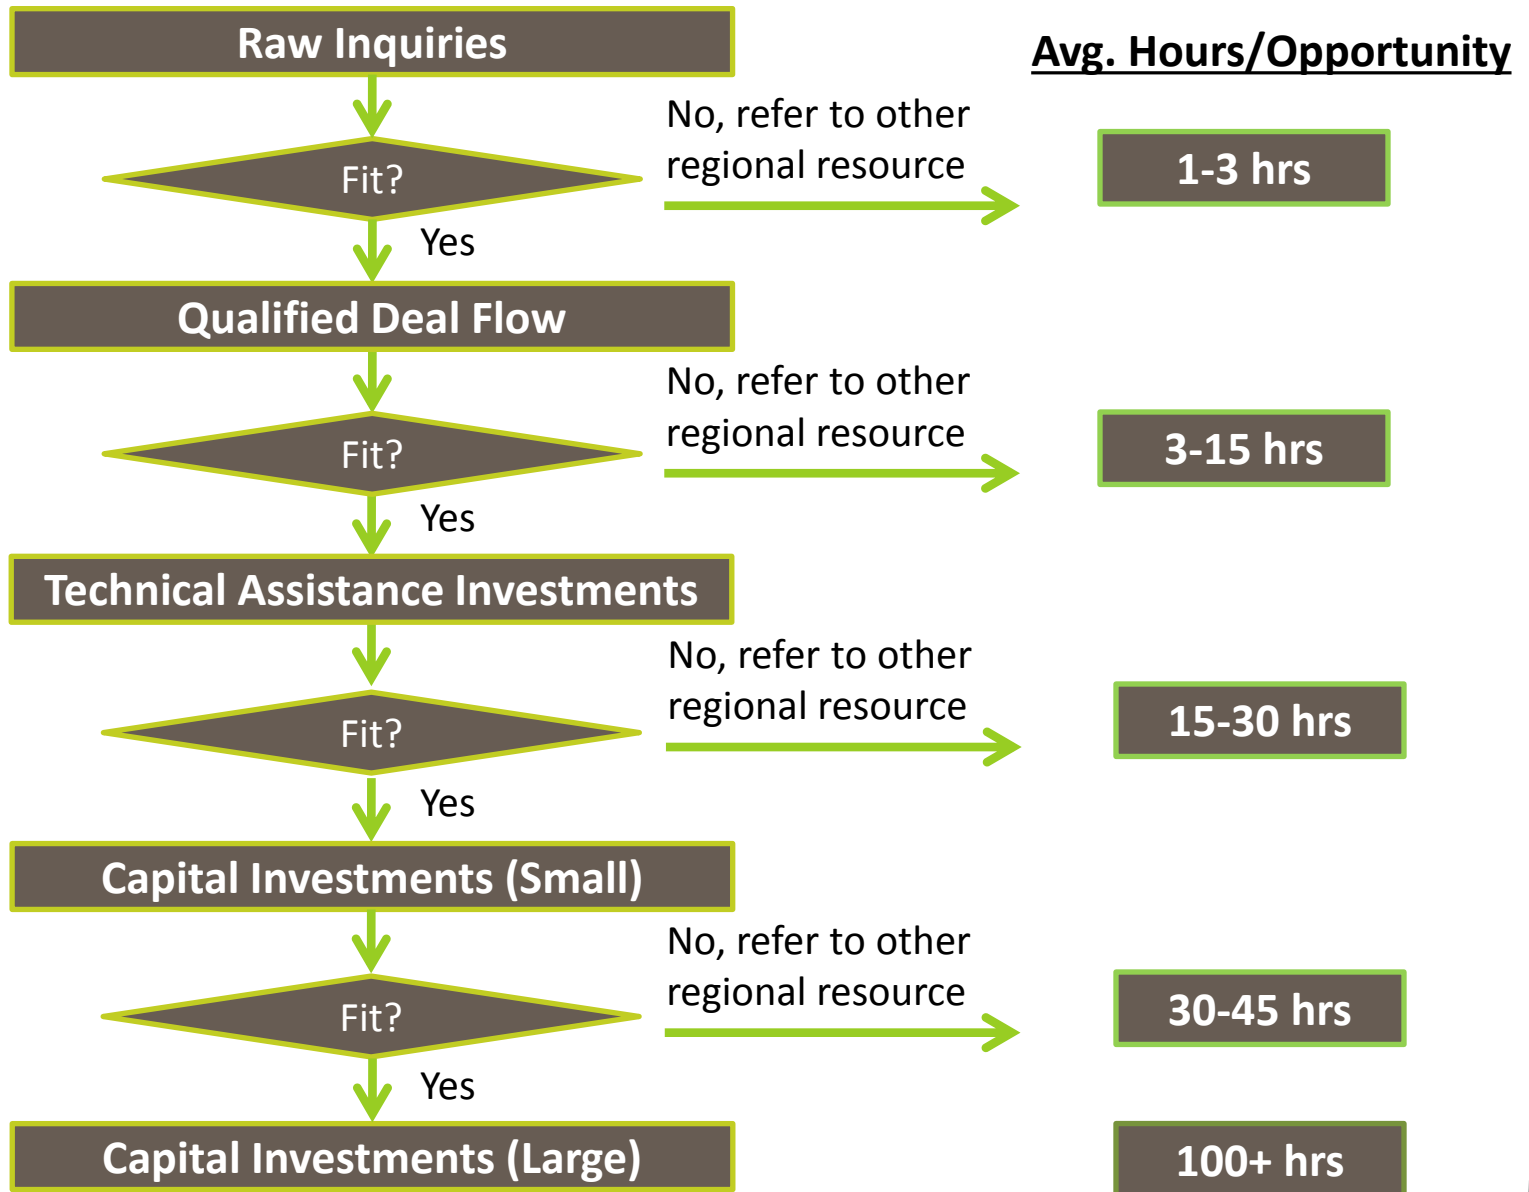 Raw Inquiries
Avg. Hours/Opportunity
No, refer to other
regional resource
Fit?
1-3 hrs
Yes
Qualified Deal Flow
No, refer to other
regional resource
Fit?
3-15 hrs
Yes
Technical Assistance Investments
No, refer to other
regional resource
Fit?
15-30 hrs
Yes
Capital Investments (Small)
No, refer to other
regional resource
Fit?
30-45 hrs
Yes
Capital Investments (Large)
100+ hrs